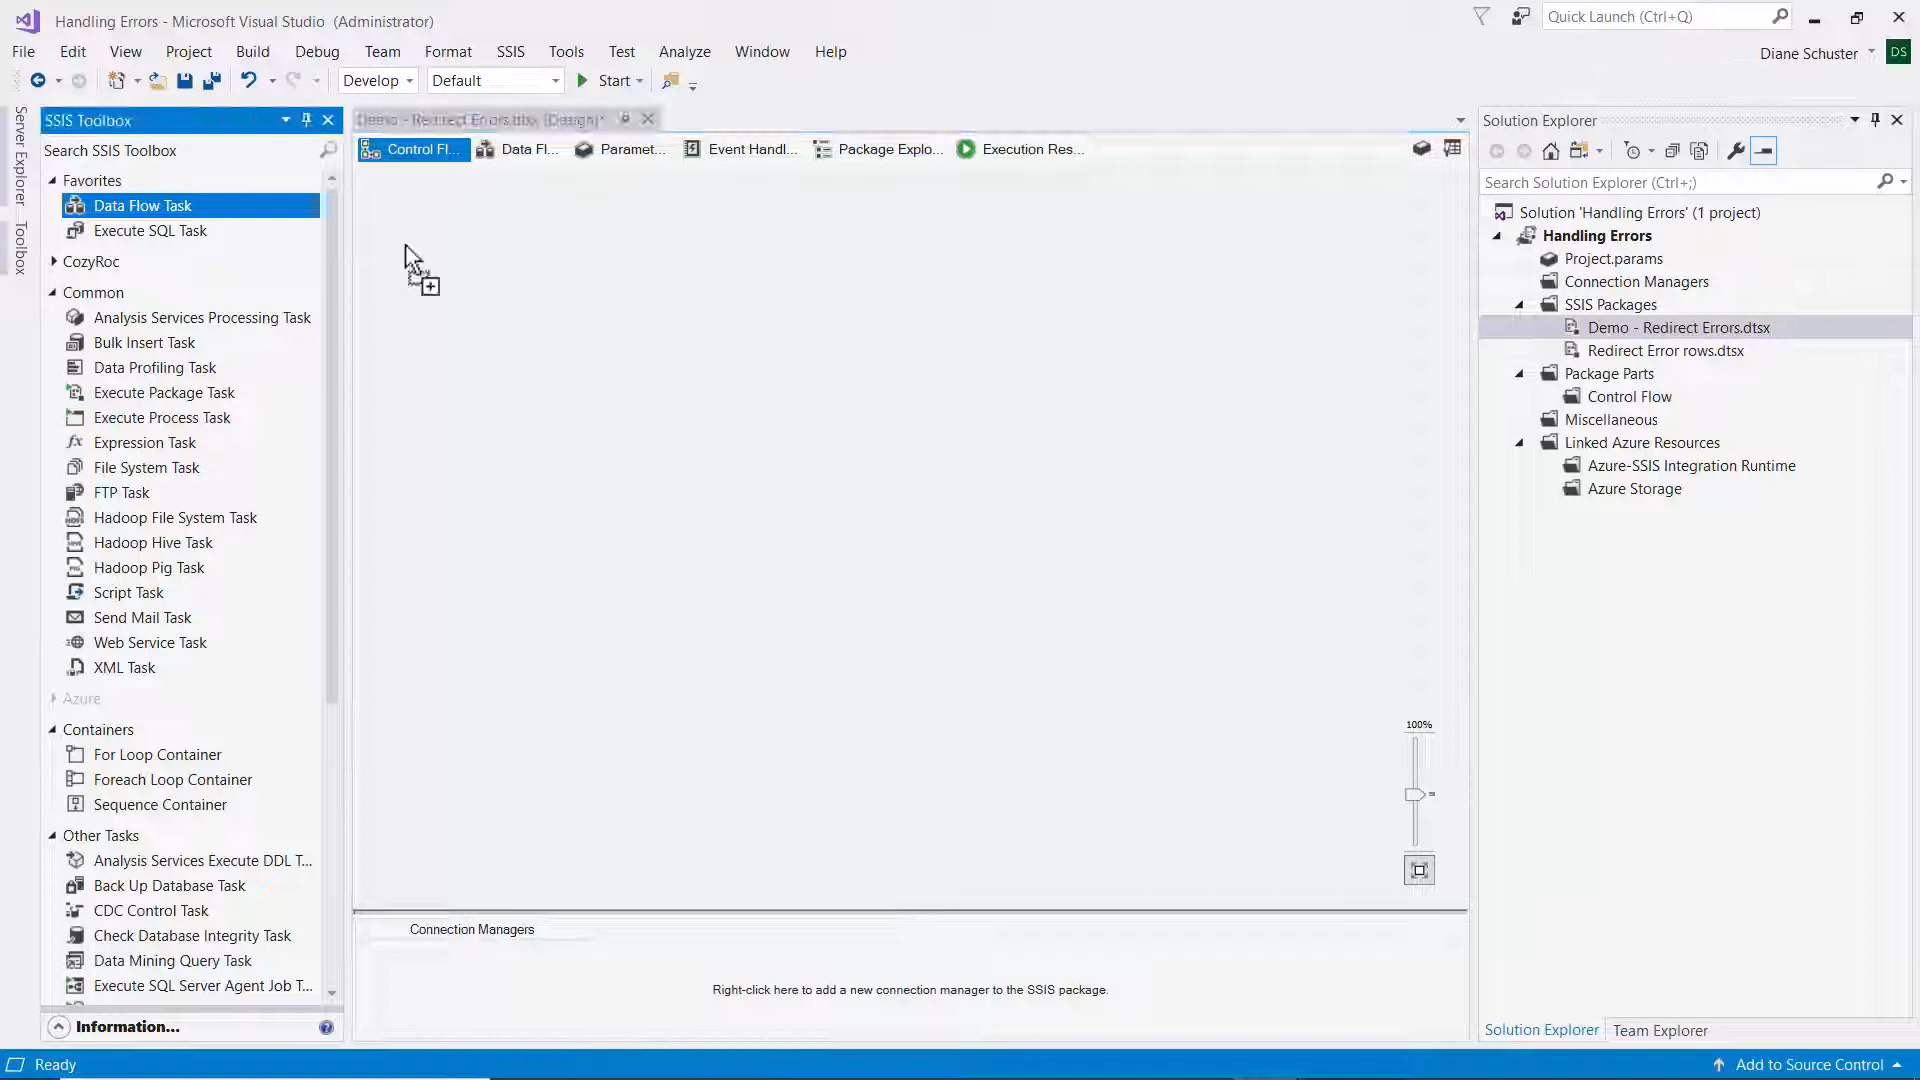 Handling Errors - Microsoft Visual Studio (Administrator)
Quick Launch (Ctrl+Q)
File Edit View Project Build Debug Team Format SSIS Tools Test Analyze Window Help
Diane Schuster DS
Develop Default Start
Server Explorer
Toolbox
SSIS Toolbox
Search SSIS Toolbox
Favorites
Data Flow Task
Execute SQL Task
CozyRoc
Common
Analysis Services Processing Task
Bulk Insert Task
Data Profiling Task
Execute Package Task
Execute Process Task
Expression Task
File System Task
FTP Task
Hadoop File System Task
Hadoop Hive Task
Hadoop Pig Task
Script Task
Send Mail Task
Web Service Task
XML Task
Azure
Containers
For Loop Container
Foreach Loop Container
Sequence Container
Other Tasks
Analysis Services Execute DDL T...
Back Up Database Task
CDC Control Task
Check Database Integrity Task
Data Mining Query Task
Execute SQL Server Agent Job T...
Information...
Demo - Redirect Errors.dtsx [Design]*
Control Fl... Data Fl... Paramet... Event Handl... Package Explo... Execution Res...
100%
Connection Managers
Right-click here to add a new connection manager to the SSIS package.
Solution Explorer
Search Solution Explorer (Ctrl+;)
Solution 'Handling Errors' (1 project)
Handling Errors
Project.params
Connection Managers
SSIS Packages
Demo - Redirect Errors.dtsx
Redirect Error rows.dtsx
Package Parts
Control Flow
Miscellaneous
Linked Azure Resources
Azure-SSIS Integration Runtime
Azure Storage
Solution Explorer Team Explorer
Ready
Add to Source Control